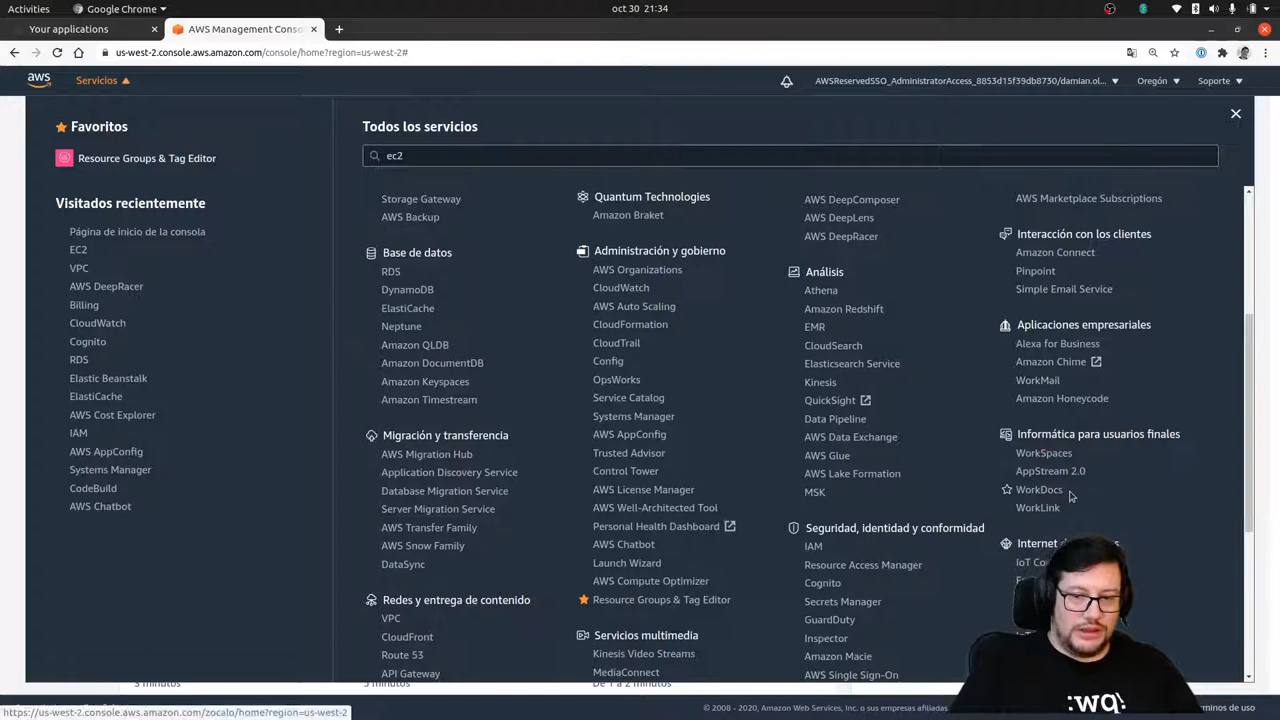 Activities
Google Chrome
oct 30 21:34
Your applications
AWS Management Conso
us-west-2.console.aws.amazon.com/console/home?region=us-west-2#
aws
Servicios
AWSReservedSSO_AdministratorAccess_8853d15f39db8730/damian.ol...
Oregón
Soporte
Favoritos
Resource Groups & Tag Editor
Visitados recientemente
Página de inicio de la consola
EC2
VPC
AWS DeepRacer
Billing
CloudWatch
Cognito
RDS
Elastic Beanstalk
ElastiCache
AWS Cost Explorer
IAM
AWS AppConfig
Systems Manager
CodeBuild
AWS Chatbot
Todos los servicios
ec2
Storage Gateway
AWS Backup
Base de datos
RDS
DynamoDB
ElastiCache
Neptune
Amazon QLDB
Amazon DocumentDB
Amazon Keyspaces
Amazon Timestream
Migración y transferencia
AWS Migration Hub
Application Discovery Service
Database Migration Service
Server Migration Service
AWS Transfer Family
AWS Snow Family
DataSync
Redes y entrega de contenido
VPC
CloudFront
Route 53
API Gateway
Quantum Technologies
Amazon Braket
Administración y gobierno
AWS Organizations
CloudWatch
AWS Auto Scaling
CloudFormation
CloudTrail
Config
OpsWorks
Service Catalog
Systems Manager
AWS AppConfig
Trusted Advisor
Control Tower
AWS License Manager
AWS Well-Architected Tool
Personal Health Dashboard
AWS Chatbot
Launch Wizard
AWS Compute Optimizer
Resource Groups & Tag Editor
Servicios multimedia
Kinesis Video Streams
MediaConnect
AWS DeepComposer
AWS DeepLens
AWS DeepRacer
Análisis
Athena
Amazon Redshift
EMR
CloudSearch
Elasticsearch Service
Kinesis
QuickSight
Data Pipeline
AWS Data Exchange
AWS Glue
AWS Lake Formation
MSK
Seguridad, identidad y conformidad
IAM
Resource Access Manager
Cognito
Secrets Manager
GuardDuty
Inspector
Amazon Macie
AWS Single Sign-On
AWS Marketplace Subscriptions
Interacción con los clientes
Amazon Connect
Pinpoint
Simple Email Service
Aplicaciones empresariales
Alexa for Business
Amazon Chime
WorkMail
Amazon Honeycode
Informática para usuarios finales
WorkSpaces
AppStream 2.0
WorkDocs
WorkLink
Internet
IoT
3 minutos
5 minutos
De 1 a 2 minutos
https://us-west-2.console.aws.amazon.com/zocalo/home?region=us-west-2
© 2008 - 2020, Amazon Web Services, Inc. o sus empresas afiliadas
rminos de uso
:wq